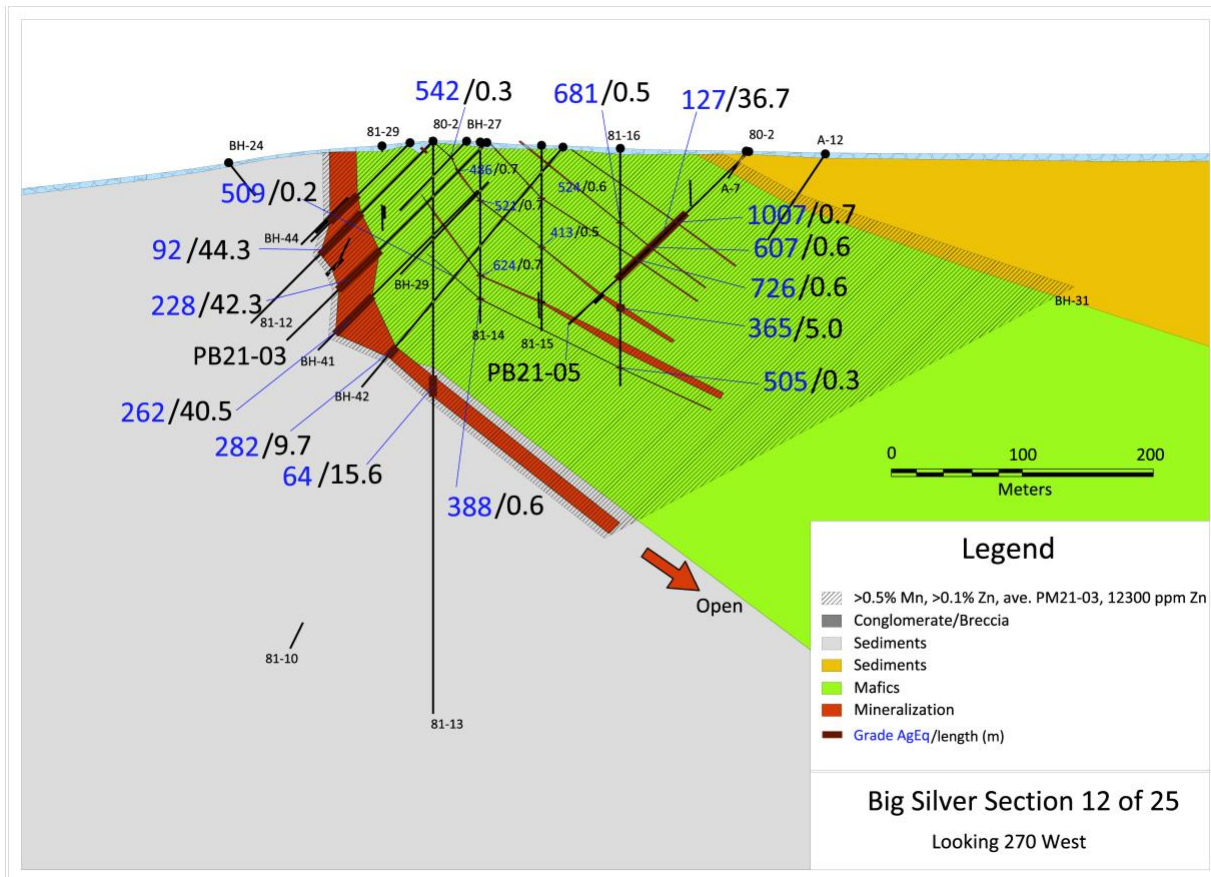 542/0.3
681/0.5
127/36.7
BH-24
81-29
80-2
BH-27
81-16
80-2
A-12
509/0.2
486/0.7
524/0.6
A-7
521/0.7
1007/0.7
BH-44
413/0.5
607/0.6
92/44.3
624/0.7
726/0.6
BH-29
228/42.3
BH-31
81-12
365/5.0
81-14
81-15
PB21-03
BH-41
PB21-05
505/0.3
BH-42
262/40.5
282/9.7
64/15.6
388/0.6
0 100 200
Meters
Open
81-10
81-13
Legend
>0.5% Mn, >0.1% Zn, ave. PM21-03, 12300 ppm Zn
Conglomerate/Breccia
Sediments
Sediments
Mafics
Mineralization
Grade AgEq/length (m)
Big Silver Section 12 of 25
Looking 270 West